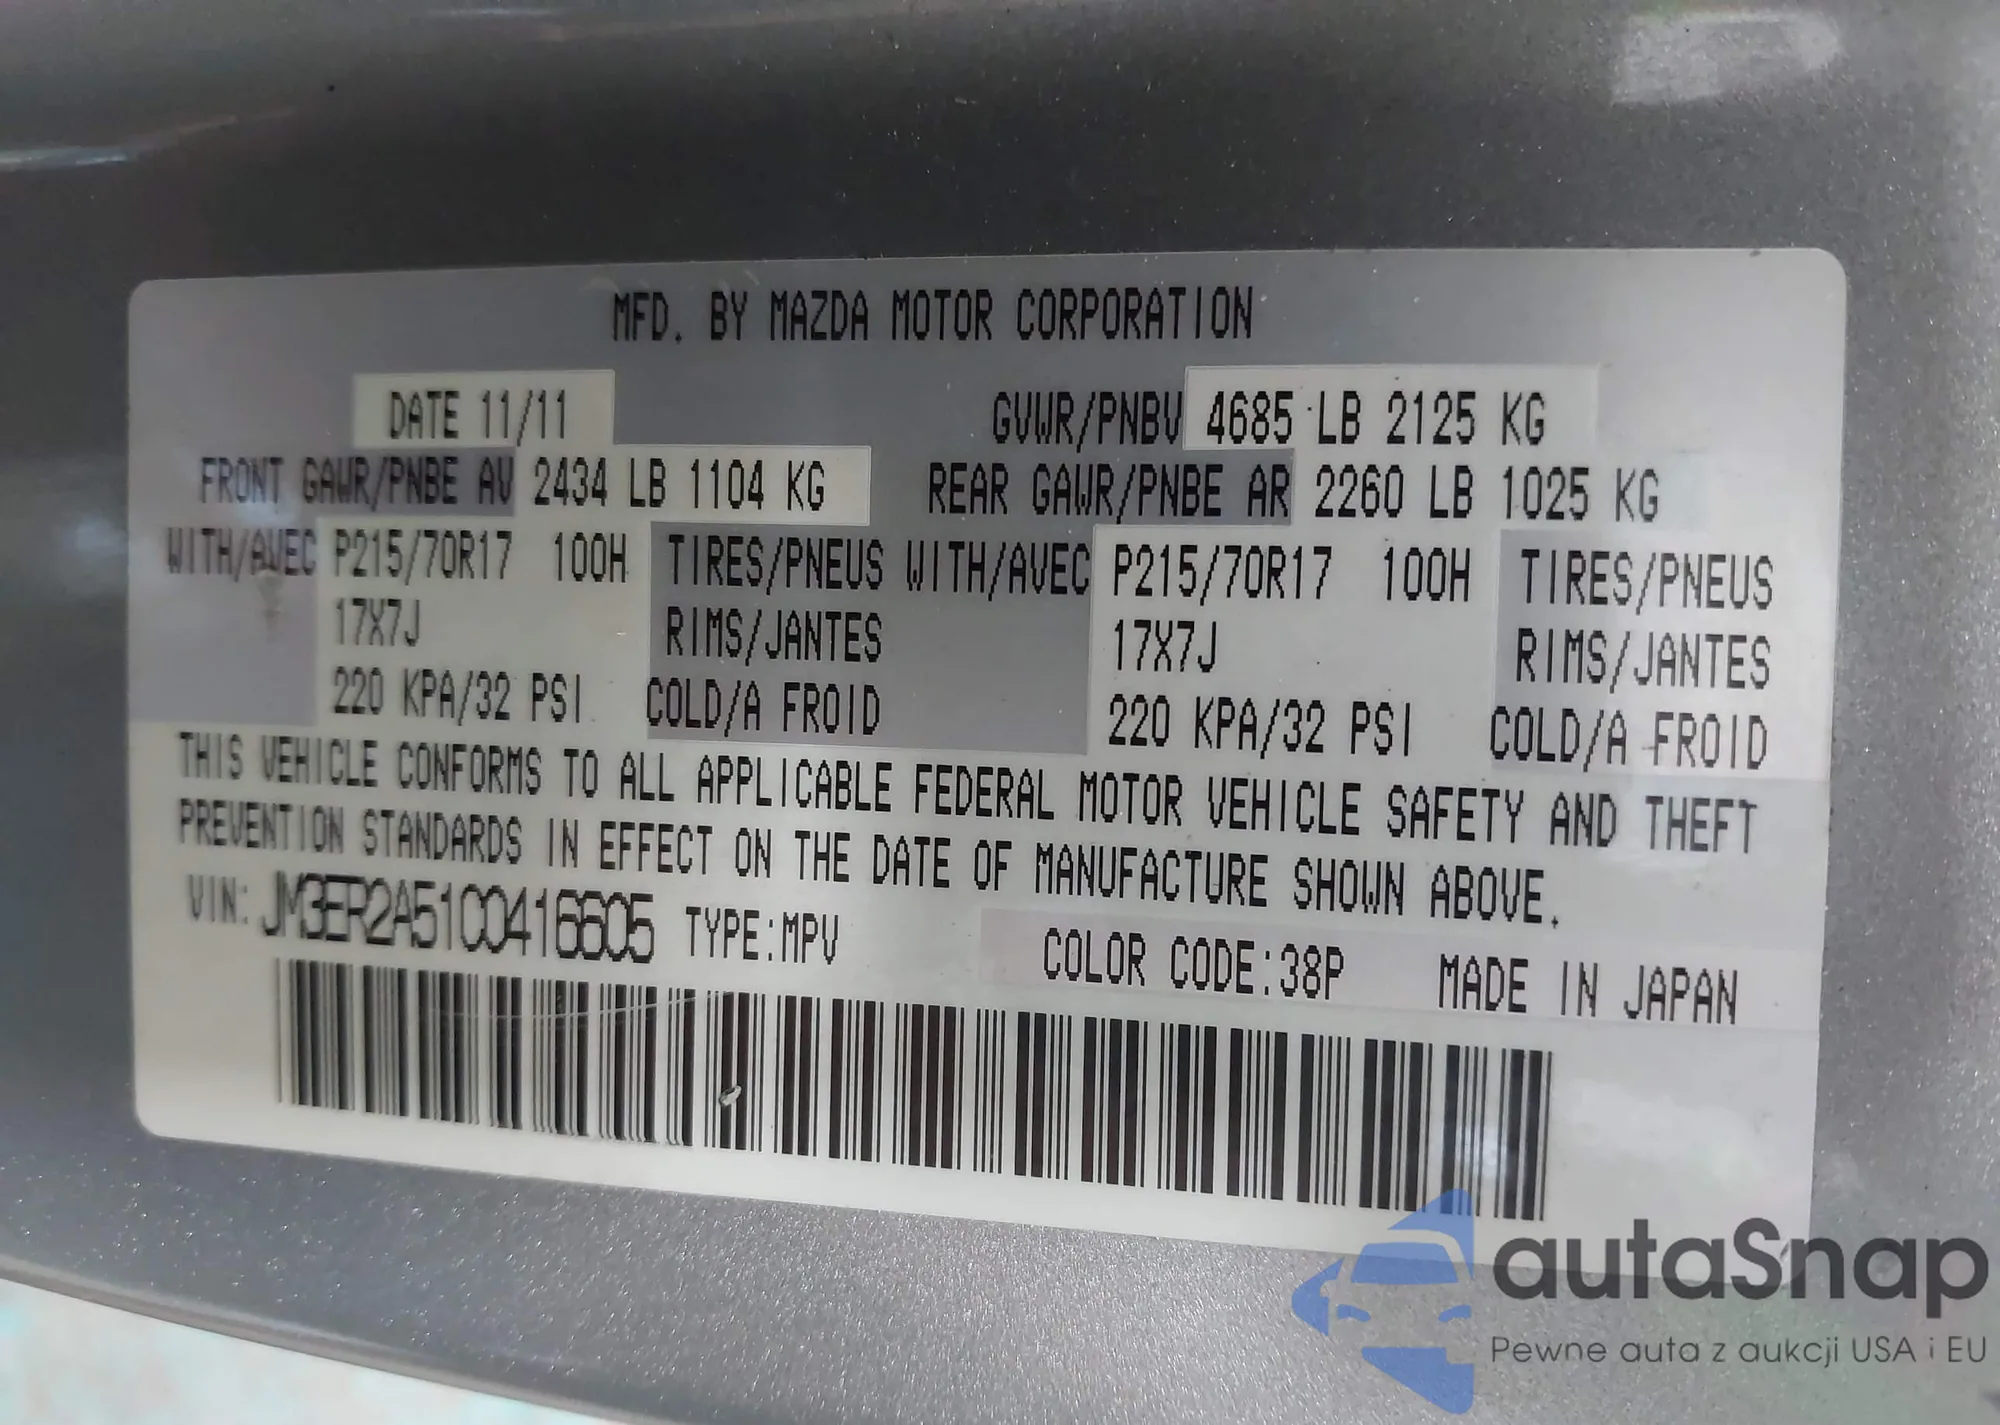 MFD. BY MAZDA MOTOR CORPORATION
DATE 11/11 GVWR/PNBV 4685 LB 2125 KG
FRONT GAWR/PNBE AV 2434 LB 1104 KG REAR GAWR/PNBE AR 2260 LB 1025 KG
WITH/AVEC P215/70R17 100H TIRES/PNEUS WITH/AVEC P215/70R17 100H TIRES/PNEUS
17X7J RIMS/JANTES 17X7J RIMS/JANTES
220 KPA/32 PSI COLD/A FROID 220 KPA/32 PSI COLD/A FROID
THIS VEHICLE CONFORMS TO ALL APPLICABLE FEDERAL MOTOR VEHICLE SAFETY AND THEFT
PREVENTION STANDARDS IN EFFECT ON THE DATE OF MANUFACTURE SHOWN ABOVE.
VIN: JM3ER2A51C0416605 TYPE:MPV COLOR CODE:38P MADE IN JAPAN
autaSnap
Pewne auta z aukcji USA i EU